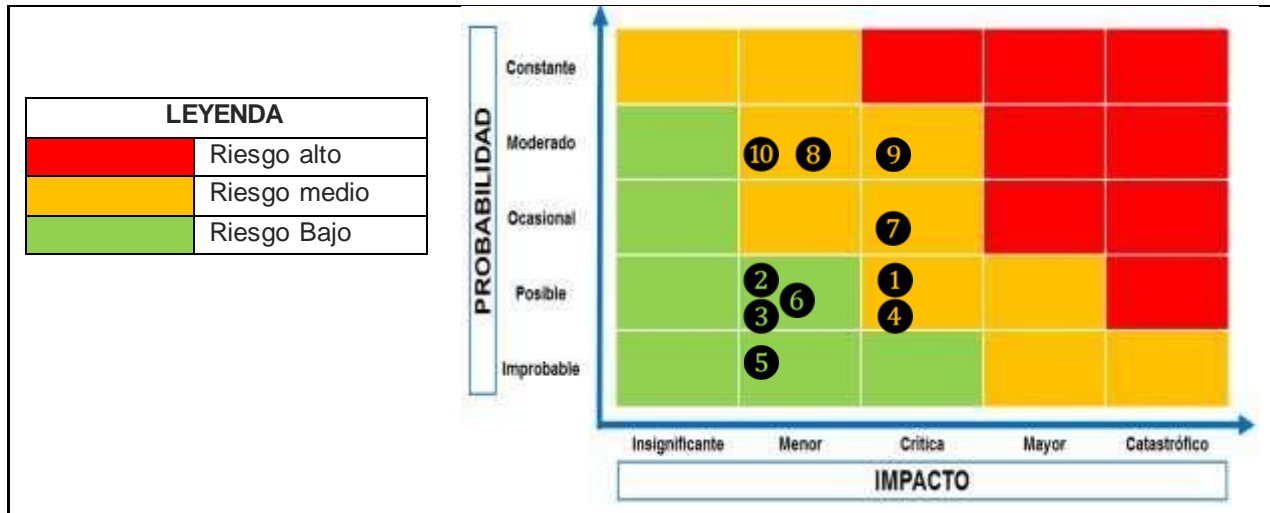 LEYENDA
Riesgo alto
Riesgo medio
Riesgo Bajo
PROBABILIDAD
Constante
Moderado
10 8 9
Ocasional
7
Posible
2 1
6
3 4
Improbable
5
Insignificante Menor Crítica Mayor Catastrófico
IMPACTO